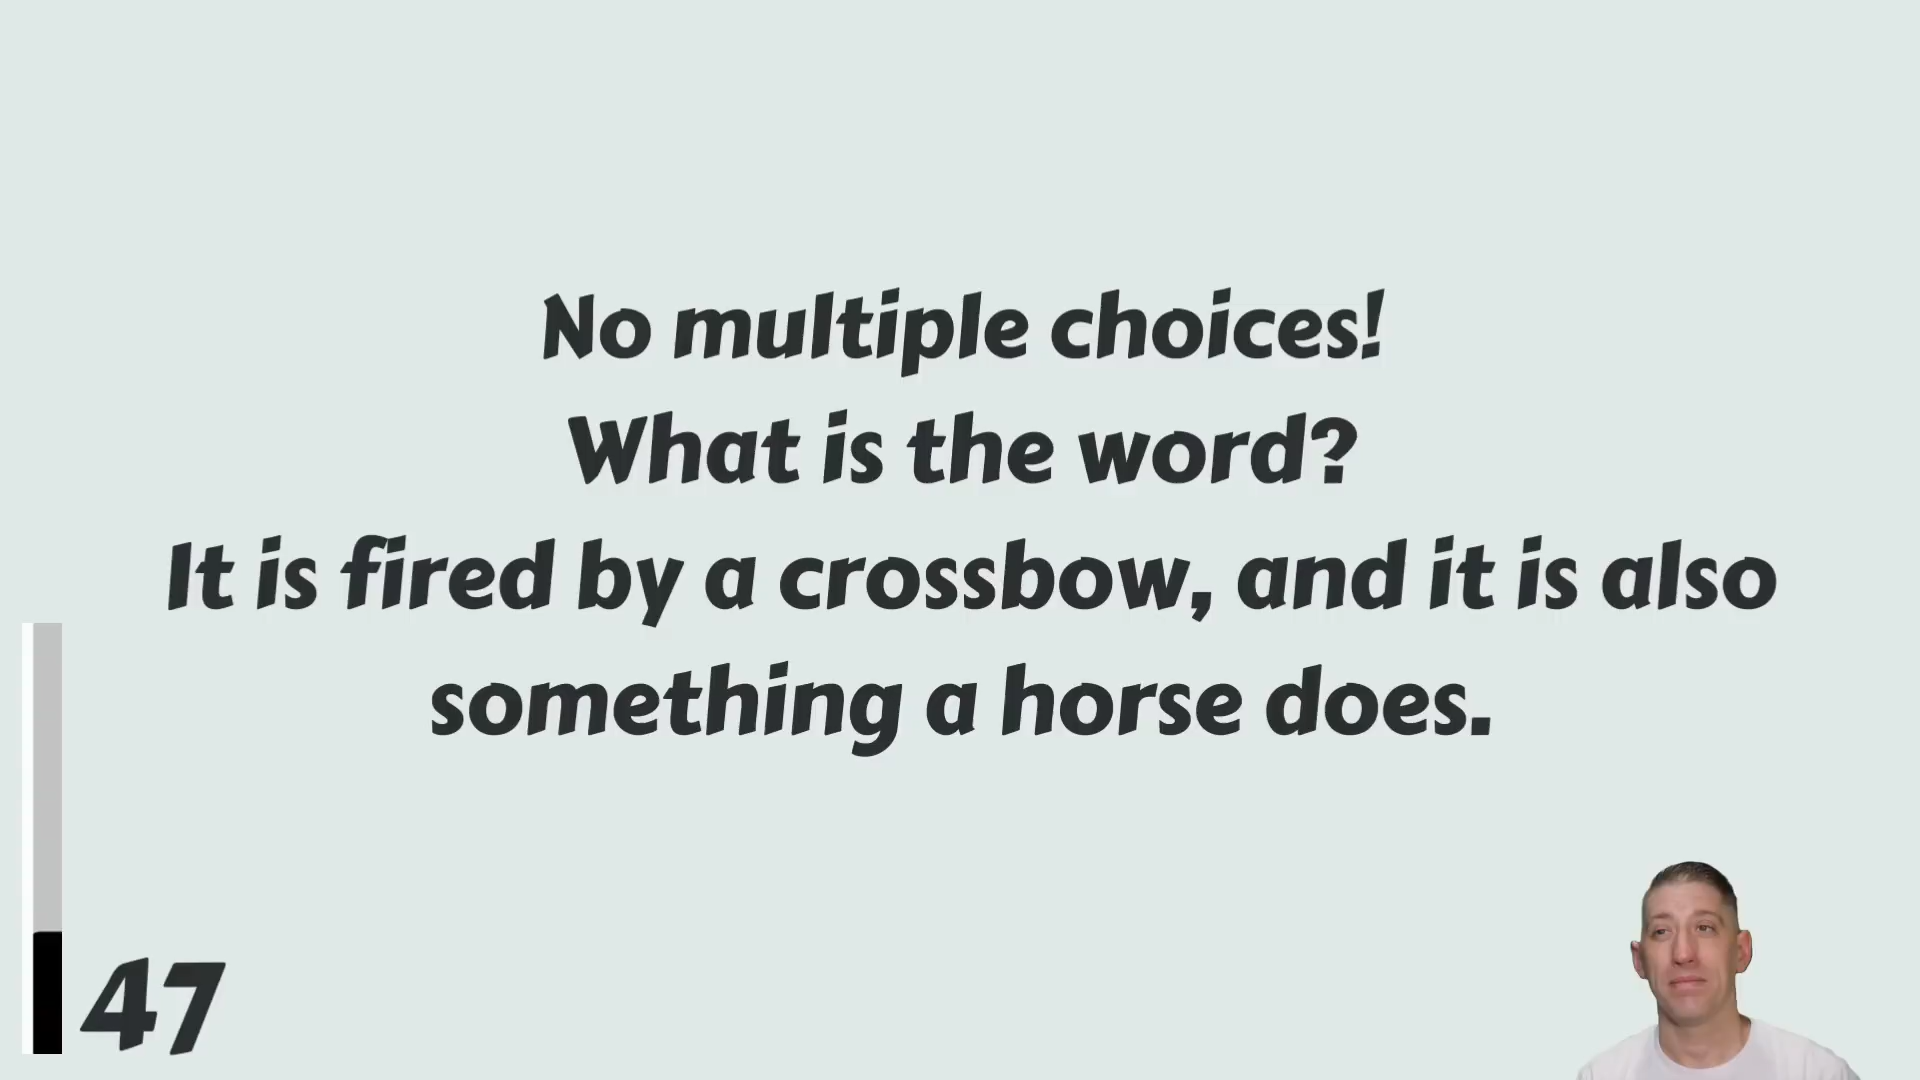 No multiple choices!
What is the word?
It is fired by a crossbow, and it is also
something a horse does.
47